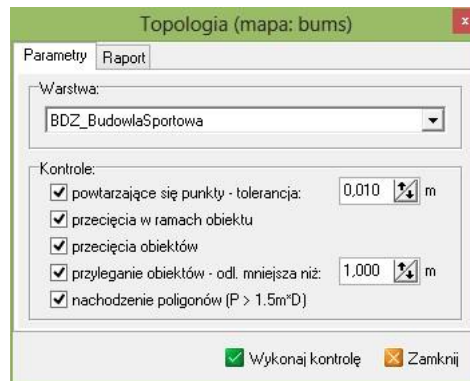 Topologia (mapa: bums)
x
Parametry Raport
Warstwa:
BDZ_BudowlaSportowa
Kontrole:
powtarzające się punkty - tolerancja: 0,010 m
przecięcia w ramach obiektu
przecięcia obiektów
przyleganie obiektów - odl. mniejsza niż: 1,000 m
nachodzenie poligonów (P > 1.5m*D)
Wykonaj kontrolę Zamknij